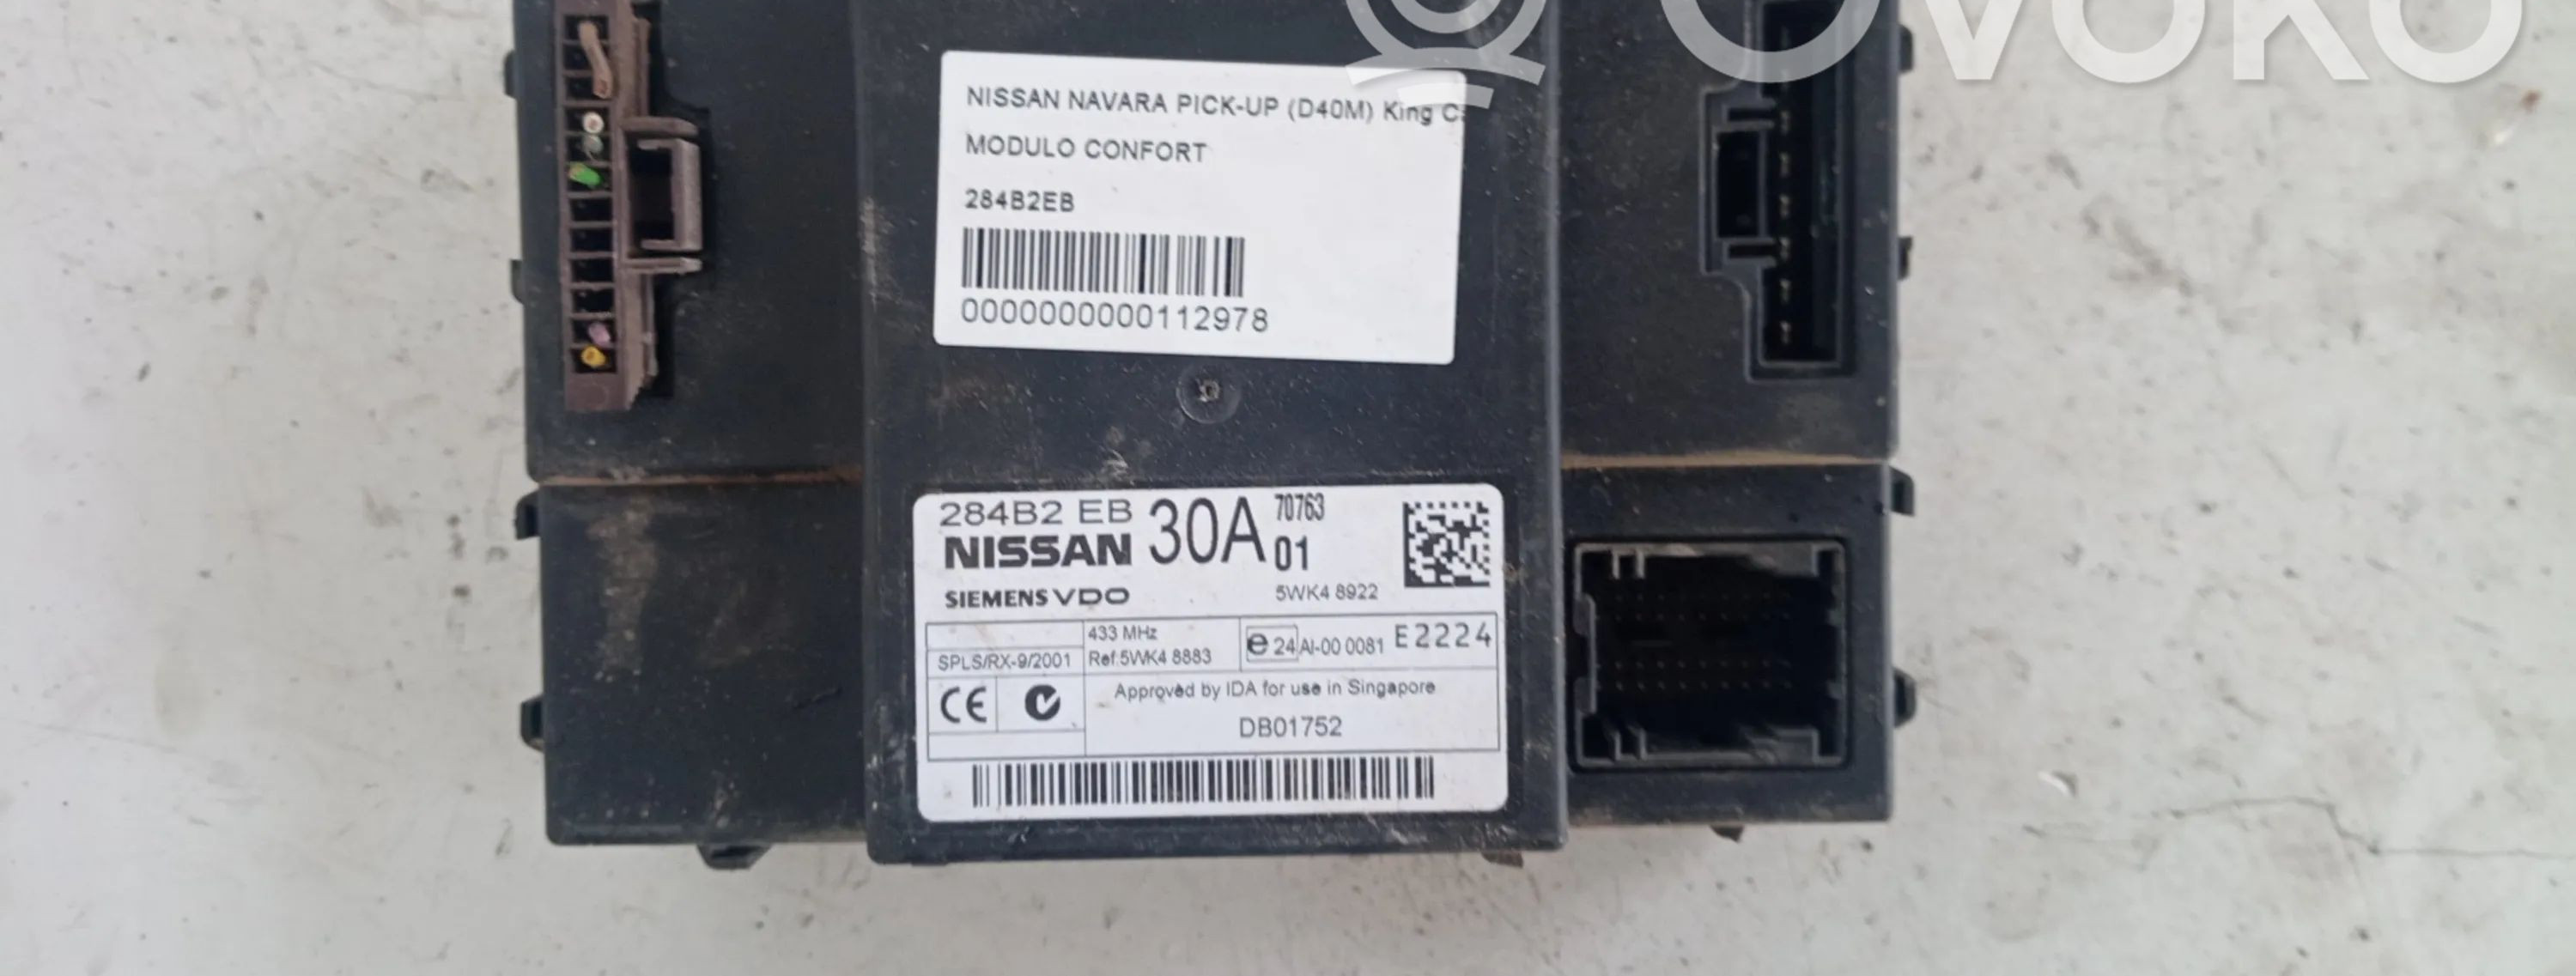 OVOKO
NISSAN NAVARA PICK-UP (D40M) King
MODULO CONFORT
284B2EB
0000000000112978
284B2 EB 30A 70763
NISSAN 01
SIEMENS VDO 5WK4 8922
433 MHz
SPLS/RX-9/2001 Ref:5WK4 8883 e 24 AI-00 0081 E2224
CE Approved by IDA for use in Singapore
DB01752